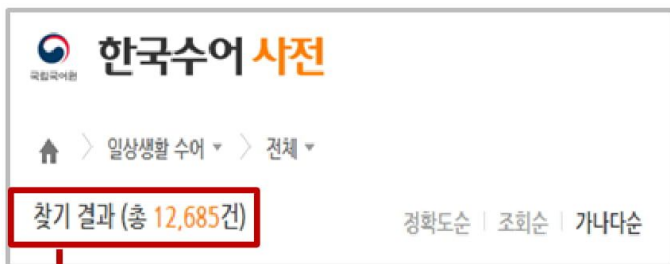 국립국어원
한국수어 사전
일상생활 수어 전체
찾기 결과 (총 12,685건)
정확도순 | 조회순 | 가나다순